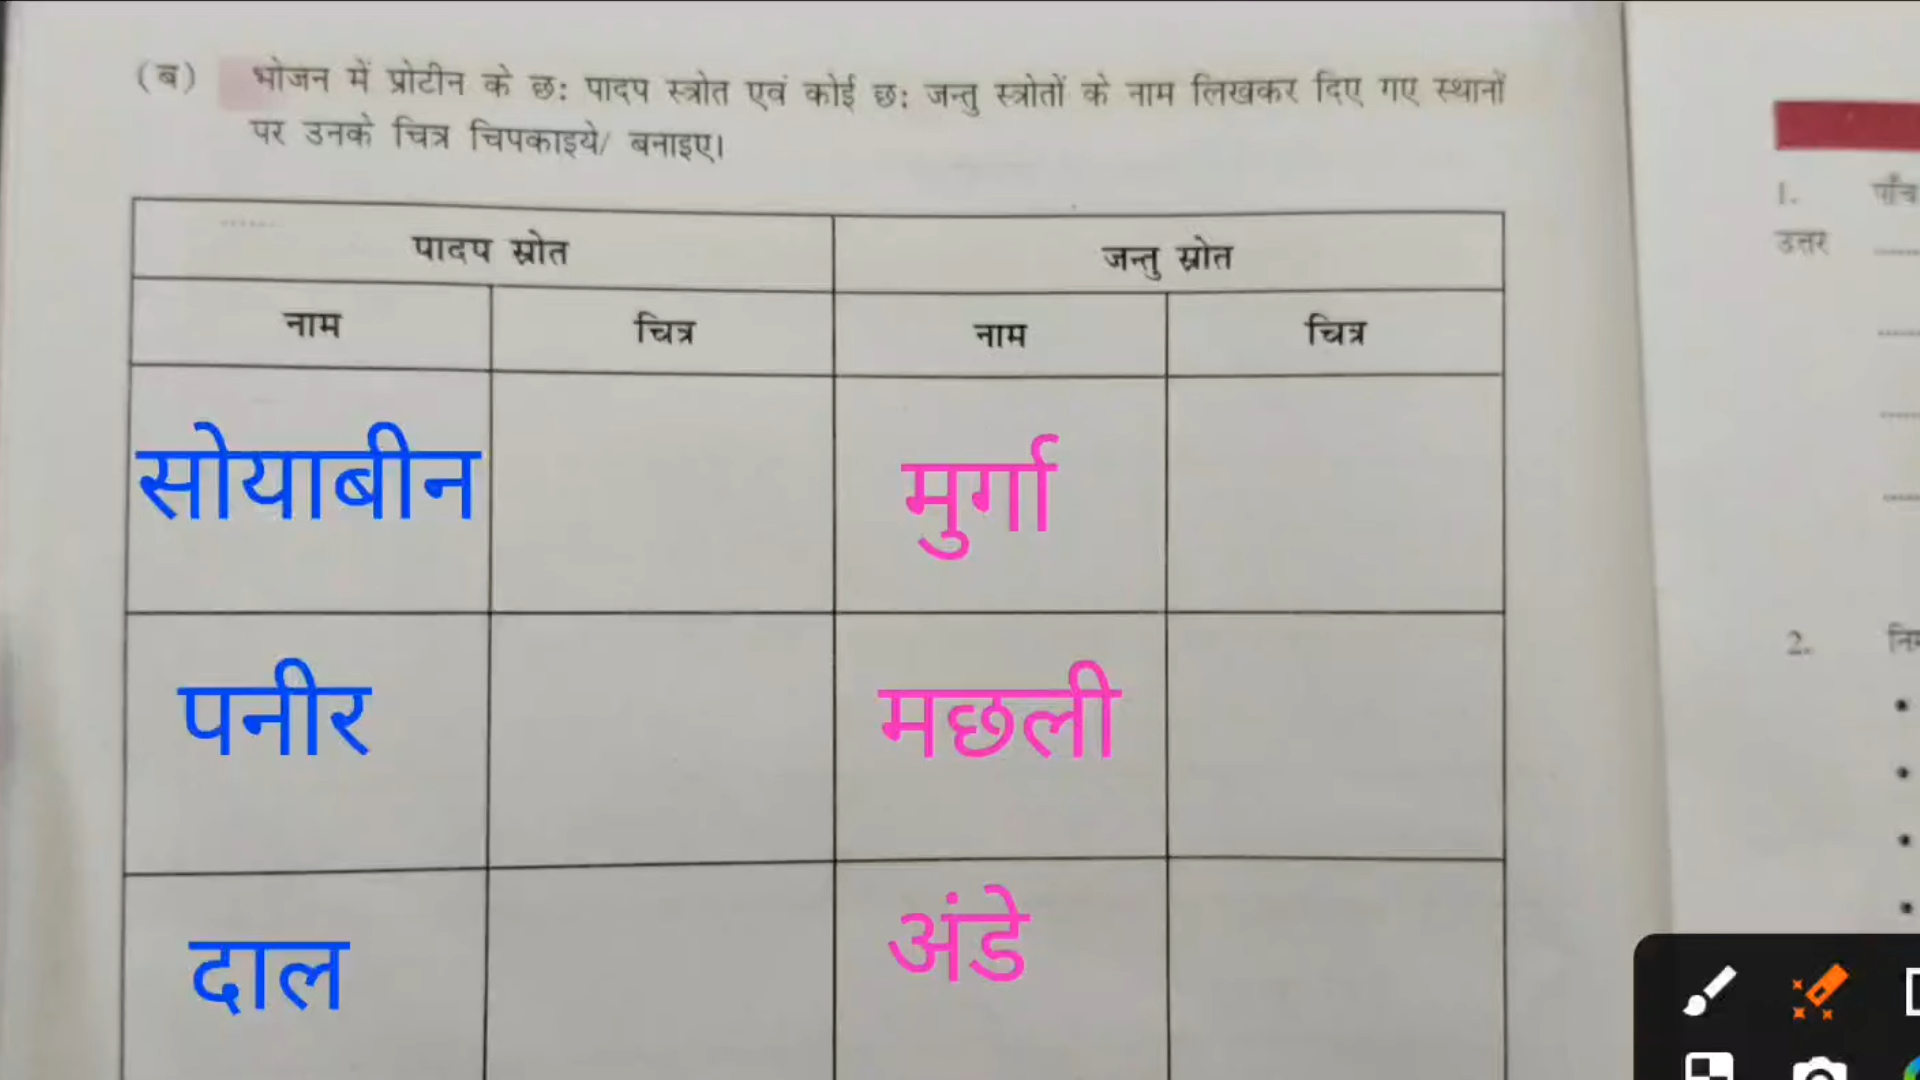 (ब) भोजन में प्रोटीन के छः पादप स्त्रोत एवं कोई छः जन्तु स्त्रोतों के नाम लिखकर दिए गए स्थानों
पर उनके चित्र चिपकाइये/ बनाइए।
पादप स्रोत जन्तु स्रोत
नाम चित्र नाम चित्र
सोयाबीन मुर्गा
पनीर मछली
दाल अंडे
1. पाँच
उत्तर
2.